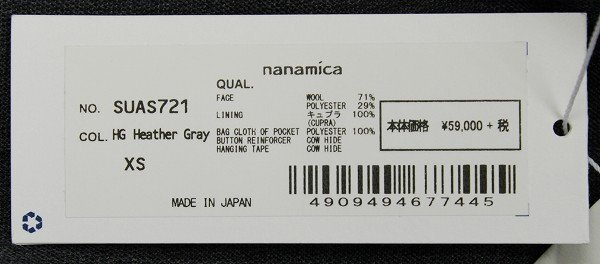 nanamica
QUAL.
NO. SUAS721
COL. HG Heather Gray
XS
FACE WOOL 71%
POLYESTER 29%
LINING キュプラ 100%
(CUPRA)
BAG CLOTH OF POCKET POLYESTER 100%
BUTTON REINFORCER COW HIDE
HANGING TAPE COW HIDE
本体価格 ¥59,000 + 税
MADE IN JAPAN
4909494677445